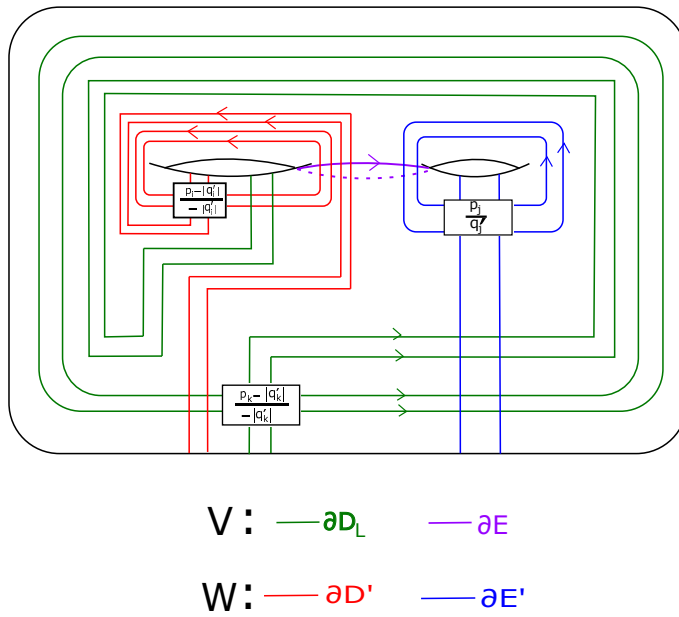 pᵢ-|qᵢ'|
-|qᵢ'|
pⱼ
qⱼ'
pₖ-|qₖ'|
-|qₖ'|
V: ∂D_L ∂E
W: ∂D' ∂E'